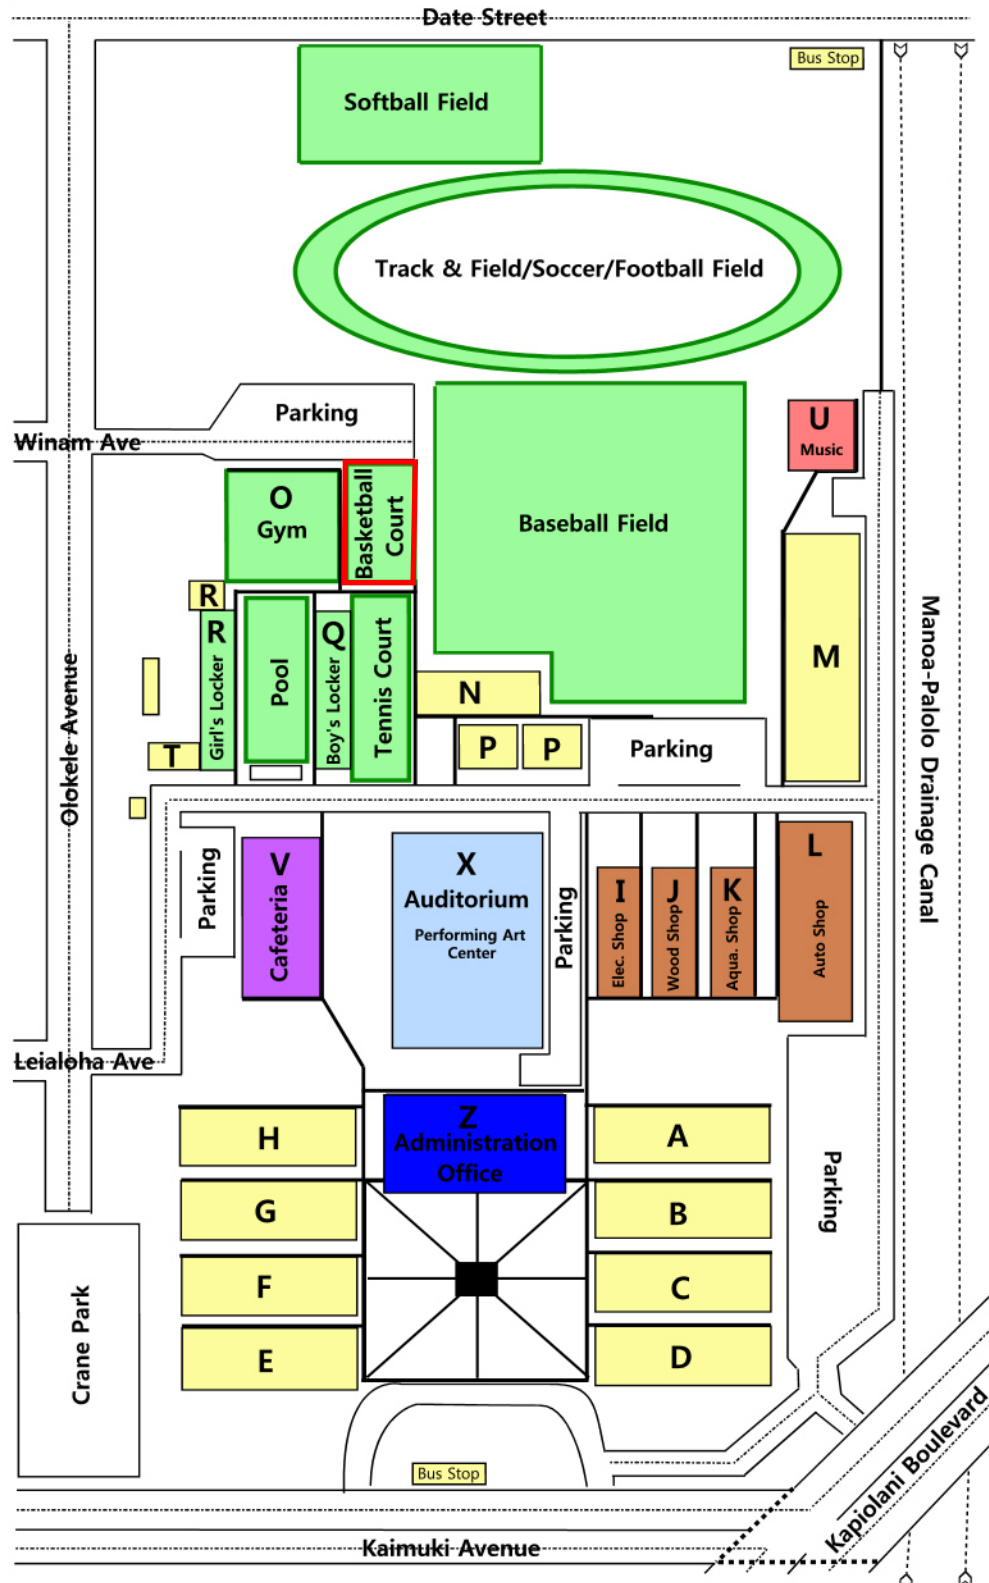 Date Street
Bus Stop
Softball Field
Track & Field/Soccer/Football Field
Parking
Winam Ave
U
Music
O
Gym
Basketball
Court
Baseball Field
R
R
Girl's Locker
Pool
Q
Boy's Locker
Tennis Court
N
M
Manoa-Palolo Drainage Canal
Olokele Avenue
T
P
P
Parking
Parking
V
Cafeteria
X
Auditorium
Performing Art
Center
Parking
I
Elec. Shop
J
Wood Shop
K
Aqua. Shop
L
Auto Shop
Leialoha Ave
Z
Administration
Office
H
A
G
B
Parking
F
C
E
D
Crane Park
Bus Stop
Kapiolani Boulevard
Kaimuki Avenue